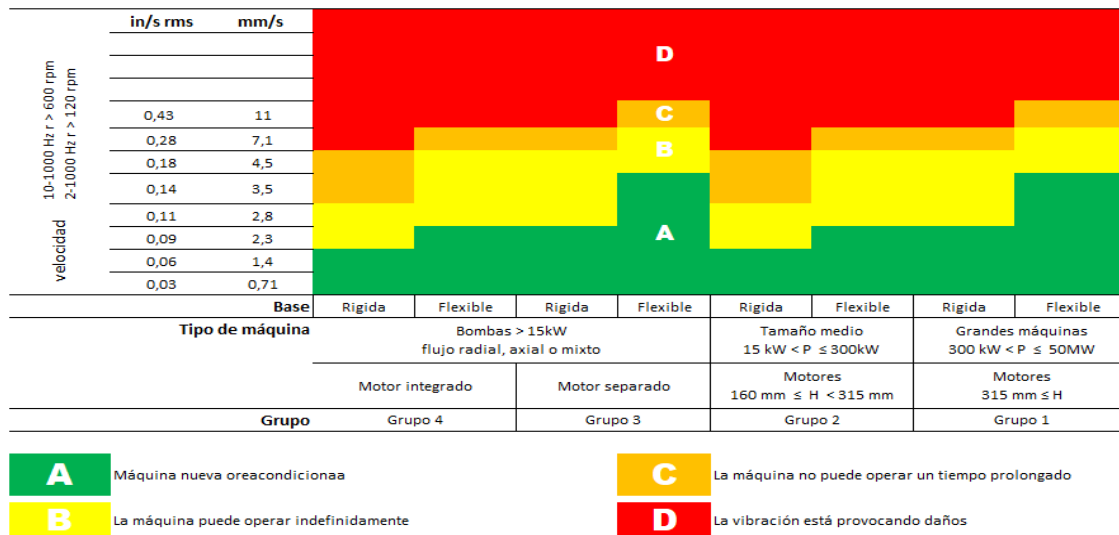 in/s rms mm/s
D
10-1000 Hz r > 600 rpm
2-1000 Hz r > 120 rpm
velocidad
0,43 11 C
0,28 7,1
B
0,18 4,5
0,14 3,5
0,11 2,8
0,09 2,3 A
0,06 1,4
0,03 0,71
Base Rigida Flexible Rigida Flexible Rigida Flexible Rigida Flexible
Tipo de máquina Bombas > 15kW Tamaño medio Grandes máquinas
flujo radial, axial o mixto 15 kW < P ≤ 300kW 300 kW < P ≤ 50MW
Motor integrado Motor separado Motores Motores
160 mm ≤ H < 315 mm 315 mm ≤ H
Grupo Grupo 4 Grupo 3 Grupo 2 Grupo 1
A Máquina nueva oreacondicionaa
C La máquina no puede operar un tiempo prolongado
B La máquina puede operar indefinidamente
D La vibración está provocando daños